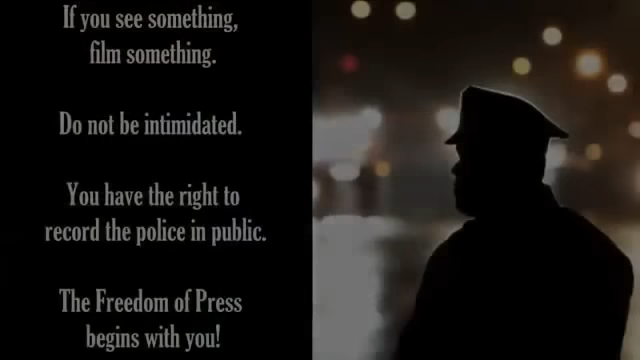 If you see something,
film something.
Do not be intimidated.
You have the right to
record the police in public.
The Freedom of Press
begins with you!